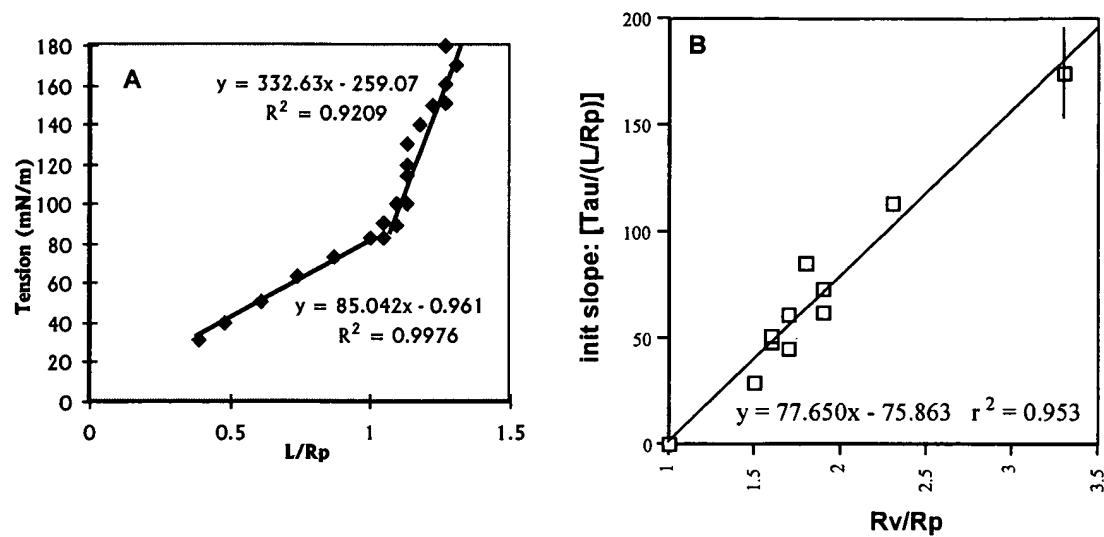 A
Tension (mN/m)
180
160
140
120
100
80
60
40
20
0
y = 332.63x - 259.07
R² = 0.9209
y = 85.042x - 0.961
R² = 0.9976
0
0.5
1
1.5
L/Rp
B
init slope: [Tau/(L/Rp)]
200
150
100
50
0
y = 77.650x - 75.863 r² = 0.953
1
1.5
2
2.5
3
3.5
Rv/Rp